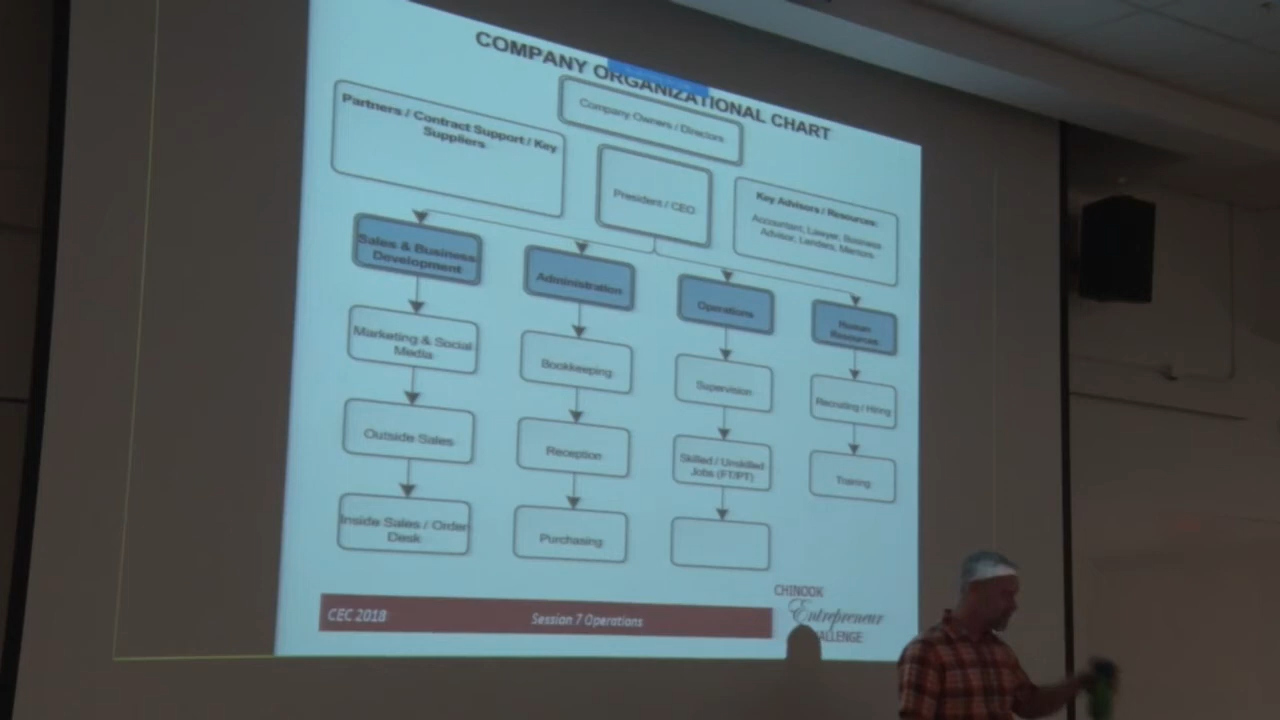 COMPANY ORGANIZATIONAL CHART
Company Owners / Directors
Partners / Contract Support / Key
Suppliers
President / CEO
Key Advisors / Resources:
Accountant, Lawyer, Business
Advisor, Lenders, Mentors
Sales & Business
Development
Administration
Operations
Human
Resources
Marketing & Social
Media
Bookkeeping
Supervision
Recruiting / Hiring
Outside Sales
Reception
Skilled / Unskilled
Jobs (FT/PT)
Training
Inside Sales / Order
Desk
Purchasing
CEC 2018
Session 7 Operations
CHINOOK
Entrepreneur
ALLENGE